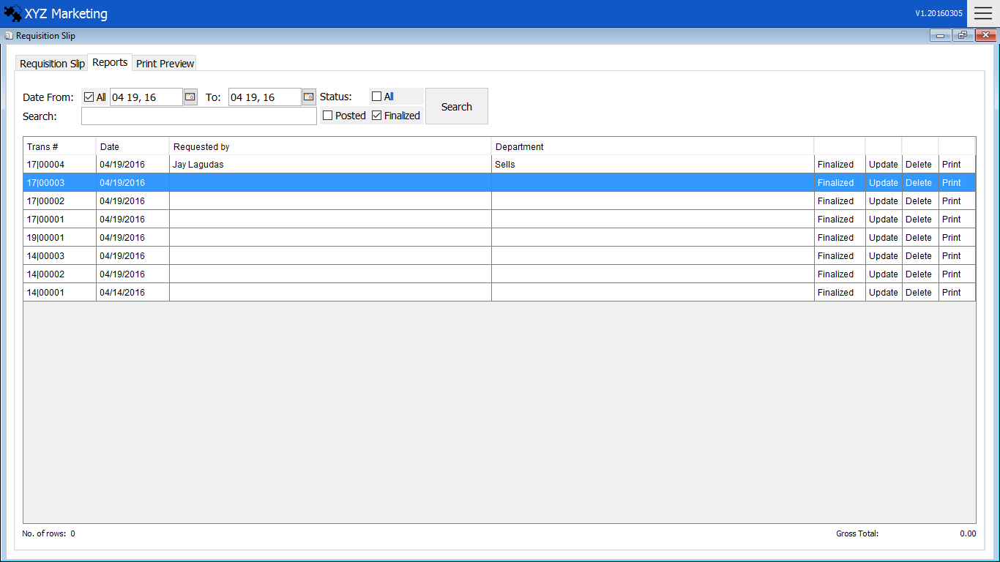 XYZ Marketing
V1.20160305
Requisition Slip
Requisition Slip Reports Print Preview
Date From: All 04 19, 16 To: 04 19, 16 Status: All
Search: Posted Finalized Search
Trans # Date Requested by Department
17|00004 04/19/2016 Jay Lagudas Sells Finalized Update Delete Print
17|00003 04/19/2016 Finalized Update Delete Print
17|00002 04/19/2016 Finalized Update Delete Print
17|00001 04/19/2016 Finalized Update Delete Print
19|00001 04/19/2016 Finalized Update Delete Print
14|00003 04/19/2016 Finalized Update Delete Print
14|00002 04/19/2016 Finalized Update Delete Print
14|00001 04/14/2016 Finalized Update Delete Print
No. of rows: 0 Gross Total: 0.00